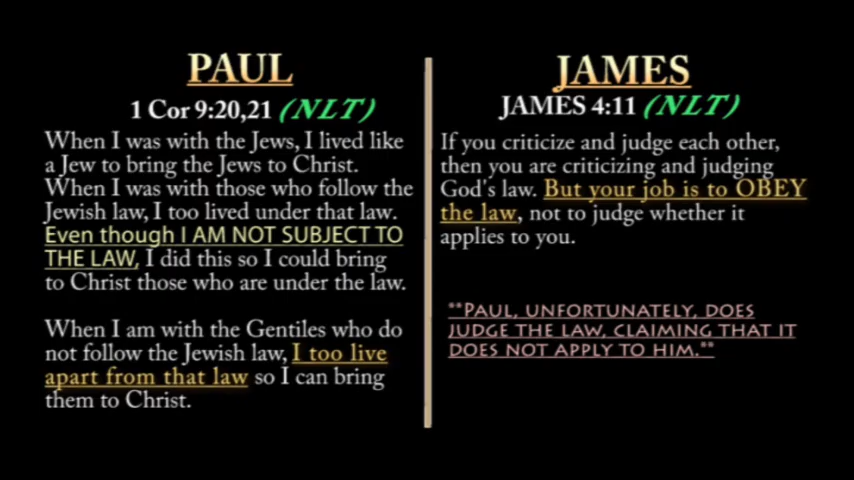 PAUL
1 Cor 9:20,21 (NLT)
When I was with the Jews, I lived like
a Jew to bring the Jews to Christ.
When I was with those who follow the
Jewish law, I too lived under that law.
Even though I AM NOT SUBJECT TO
THE LAW, I did this so I could bring
to Christ those who are under the law.
When I am with the Gentiles who do
not follow the Jewish law, I too live
apart from that law so I can bring
them to Christ.
JAMES
JAMES 4:11 (NLT)
If you criticize and judge each other,
then you are criticizing and judging
God's law. But your job is to OBEY
the law, not to judge whether it
applies to you.
**PAUL, UNFORTUNATELY, DOES
JUDGE THE LAW, CLAIMING THAT IT
DOES NOT APPLY TO HIM.**